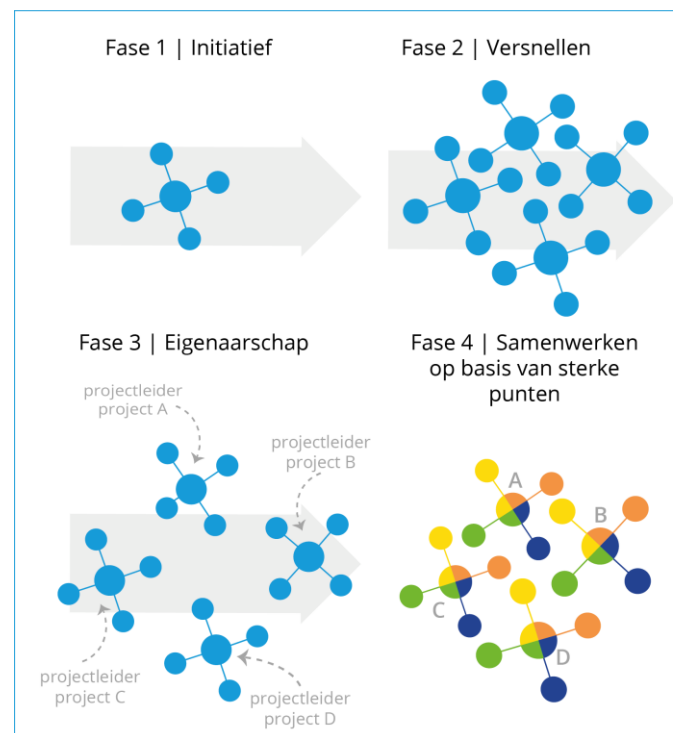 Fase 1 | Initiatief
Fase 2 | Versnellen
Fase 3 | Eigenaarschap
projectleider
project A
projectleider
project B
projectleider
project C
projectleider
project D
Fase 4 | Samenwerken
op basis van sterke
punten
A
B
C
D